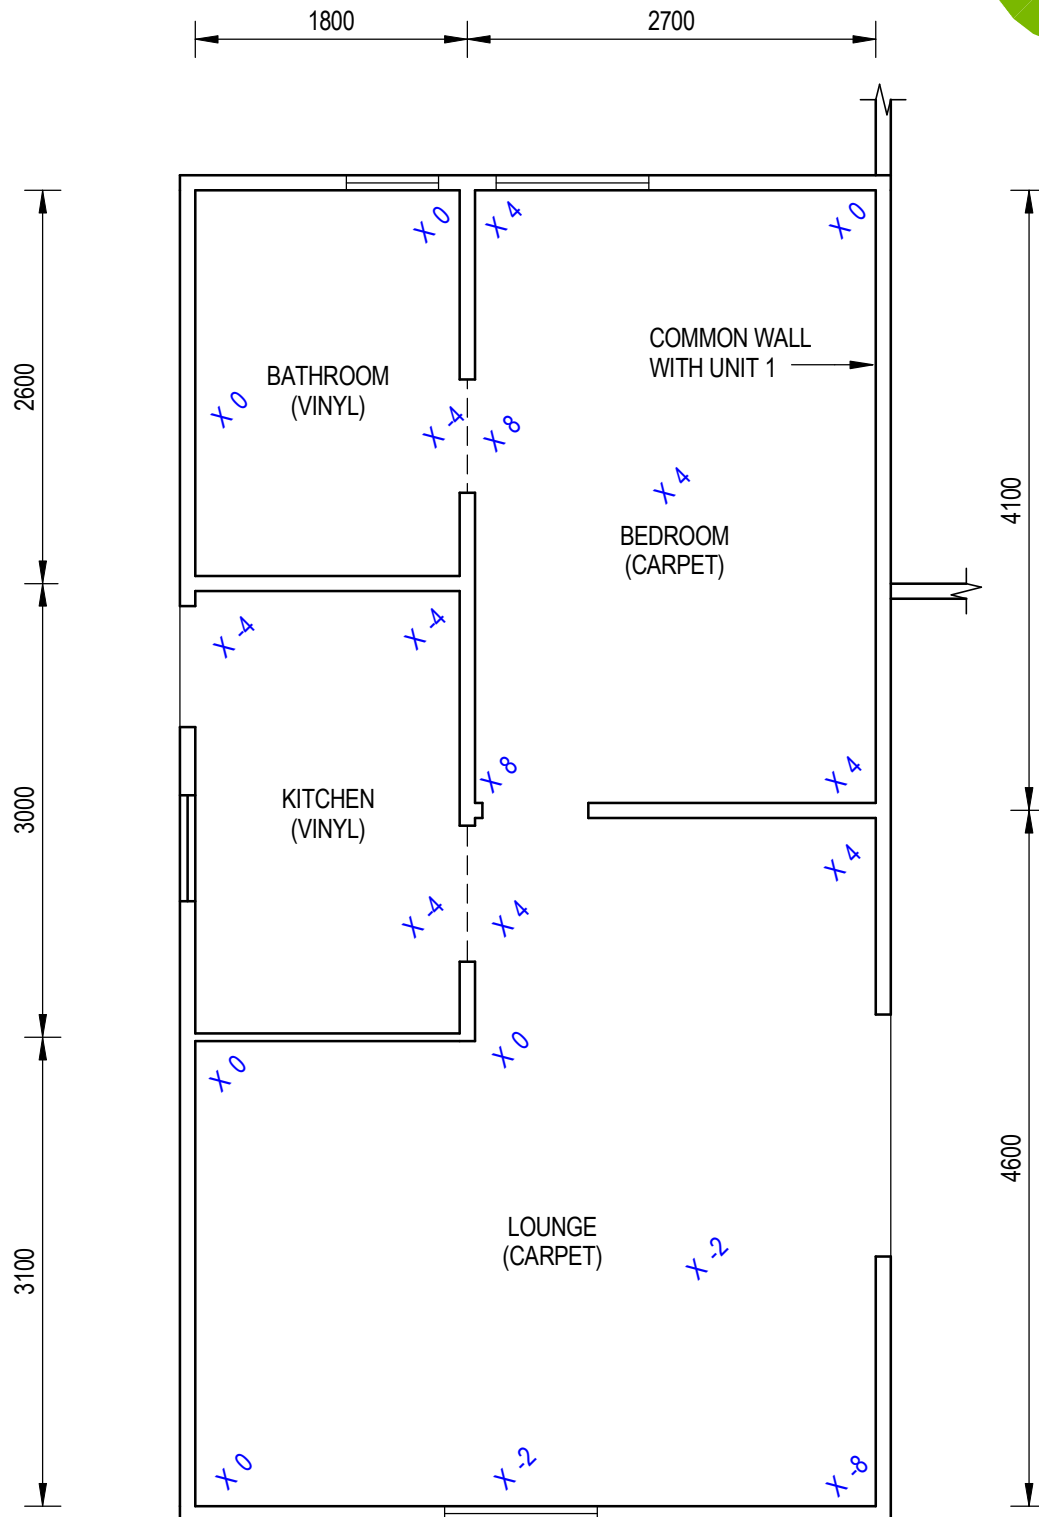 1800
2700
X 0
X 4
X 0
COMMON WALL
WITH UNIT 1
2600
BATHROOM
(VINYL)
X 0
X -4
X 8
X 4
4100
BEDROOM
(CARPET)
X -4
X -4
X 8
X 4
3000
KITCHEN
(VINYL)
X 4
X -4
X 4
X 0
X 0
4600
LOUNGE
(CARPET)
X -2
3100
X 0
X -2
X -8